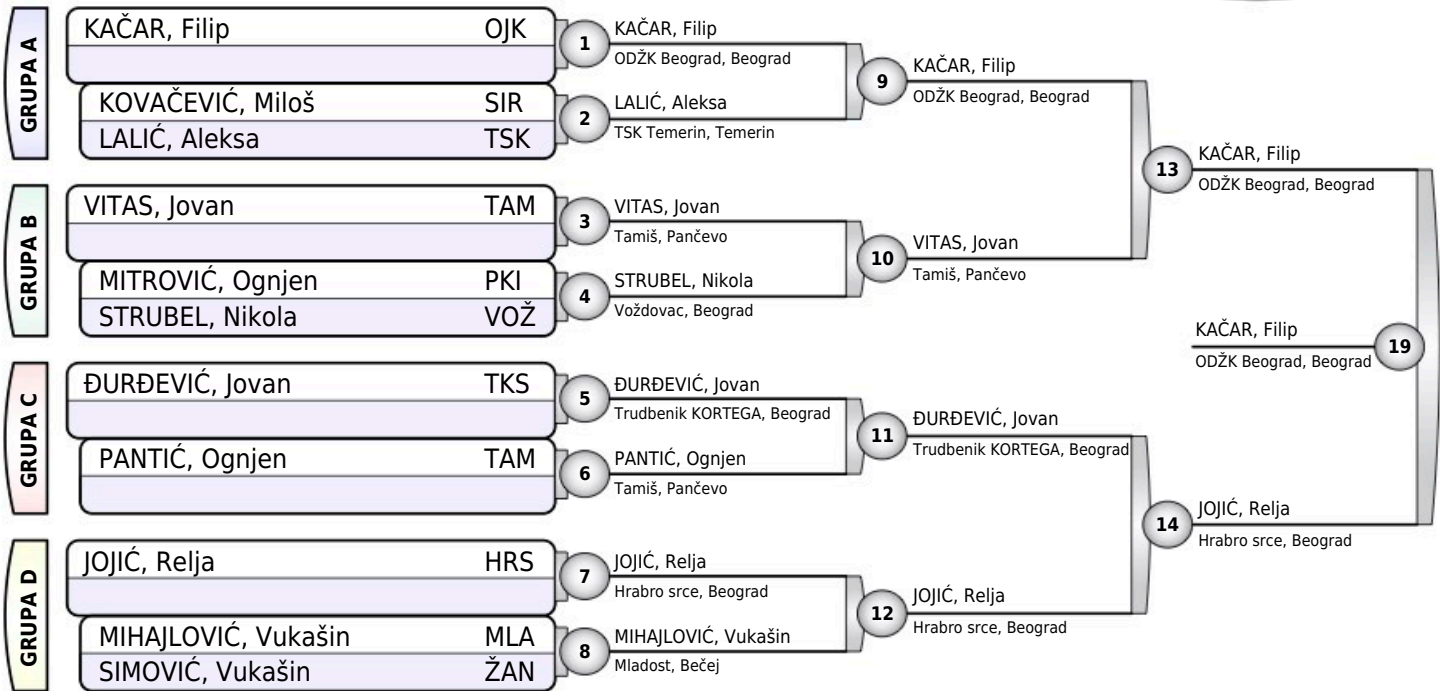 GRUPA A
KAČAR, Filip OJK
KOVAČEVIĆ, Miloš SIR
LALIĆ, Aleksa TSK
GRUPA B
VITAS, Jovan TAM
MITROVIĆ, Ognjen PKI
STRUBEL, Nikola VOŽ
GRUPA C
ĐURĐEVIĆ, Jovan TKS
PANTIĆ, Ognjen TAM
GRUPA D
JOJIĆ, Relja HRS
MIHAJLOVIĆ, Vukašin MLA
SIMOVIĆ, Vukašin ŽAN
1
KAČAR, Filip
ODŽK Beograd, Beograd
2
LALIĆ, Aleksa
TSK Temerin, Temerin
3
VITAS, Jovan
Tamiš, Pančevo
4
STRUBEL, Nikola
Voždovac, Beograd
5
ĐURĐEVIĆ, Jovan
Trudbenik KORTEGA, Beograd
6
PANTIĆ, Ognjen
Tamiš, Pančevo
7
JOJIĆ, Relja
Hrabro srce, Beograd
8
MIHAJLOVIĆ, Vukašin
Mladost, Bečej
9
KAČAR, Filip
ODŽK Beograd, Beograd
10
VITAS, Jovan
Tamiš, Pančevo
11
ĐURĐEVIĆ, Jovan
Trudbenik KORTEGA, Beograd
12
JOJIĆ, Relja
Hrabro srce, Beograd
13
KAČAR, Filip
ODŽK Beograd, Beograd
14
JOJIĆ, Relja
Hrabro srce, Beograd
KAČAR, Filip
ODŽK Beograd, Beograd
19